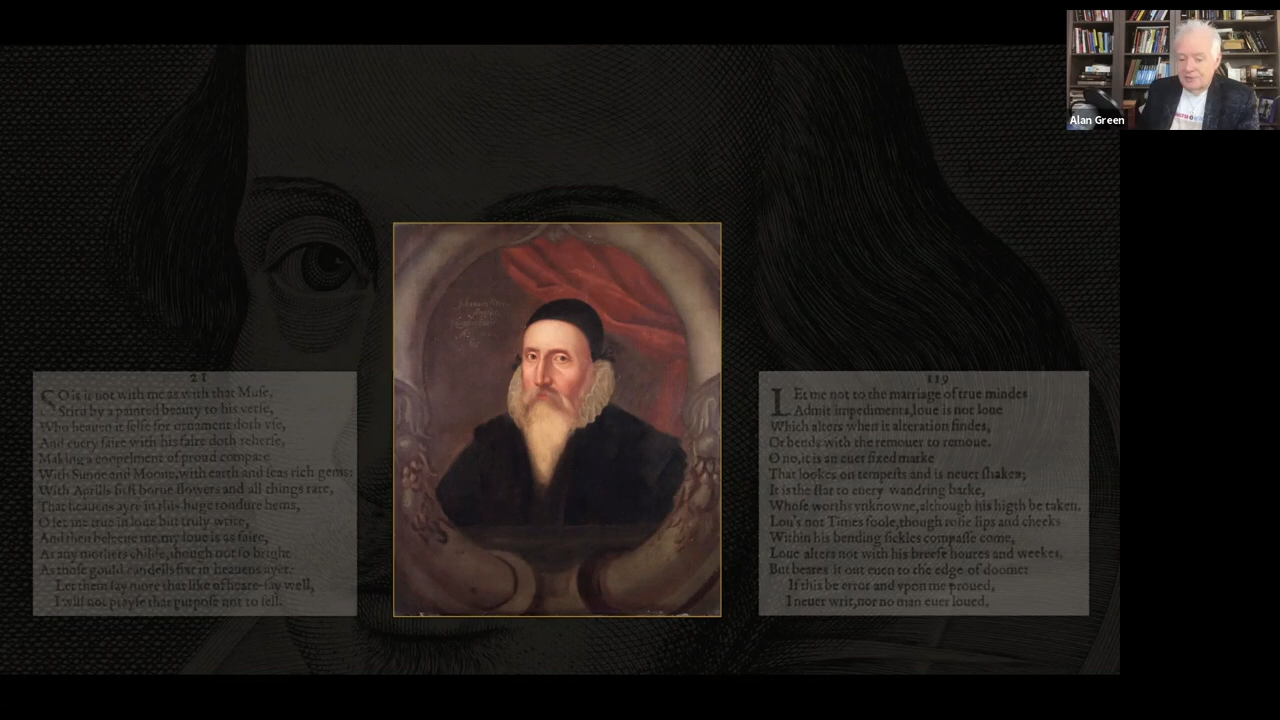 Alan Green
21
SO is it not with me as with that Muſe,
Stird by a painted beauty to his verſe,
Who heauen it ſelfe for ornament doth vſe,
And euery faire with his faire doth reherſe,
Making a coopelment of proud compare
With Sunne and Moone, with earth and ſeas rich gems:
With Aprills firſt borne flowers and all things rare,
That heauens ayre in this huge rondure hems,
O let me true in loue but truly write,
And then beleeue me, my loue is as faire,
As any mothers childe, though not ſo bright
As thoſe gould candells fixt in heauens ayer:
Let them ſay more that like of heare-ſay well,
I will not prayſe that purpoſe not to ſell.
119
LEt me not to the marriage of true mindes
Admit impediments, loue is not loue
Which alters when it alteration findes,
Or bends with the remouer to remoue.
O no, it is an euer fixed marke
That lookes on tempeſts and is neuer ſhaken;
It is the ſtar to euery wandring barke,
Whoſe worths vnknowne, although his higth be taken.
Lou's not Times foole, though roſie lips and cheeks
Within his bending ſickles compaſſe come,
Loue alters not with his breefe houres and weekes,
But beares it out euen to the edge of doome:
If this be error and vpon me proued,
I neuer writ, nor no man euer loued.